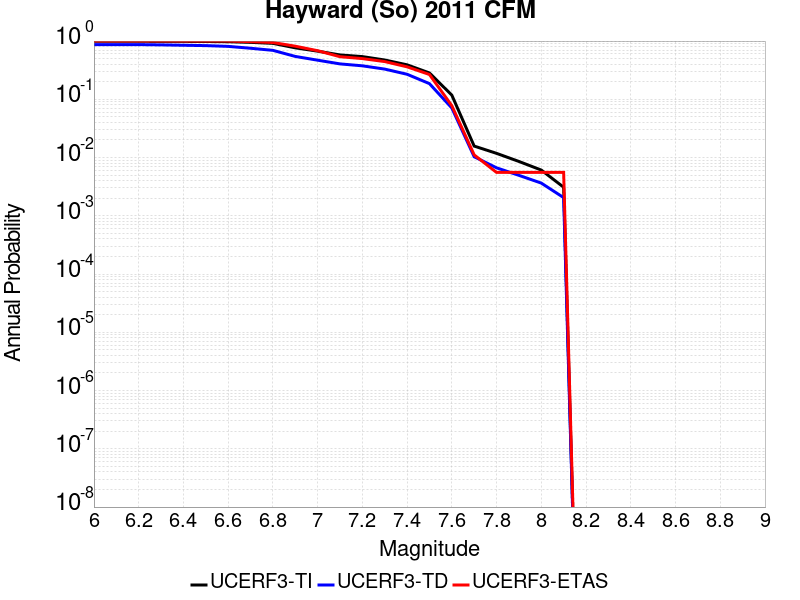 Hayward (So) 2011 CFM
Annual Probability
10^0
10^-1
10^-2
10^-3
10^-4
10^-5
10^-6
10^-7
10^-8
6 6.2 6.4 6.6 6.8 7 7.2 7.4 7.6 7.8 8 8.2 8.4 8.6 8.8 9
Magnitude
UCERF3-TI UCERF3-TD UCERF3-ETAS